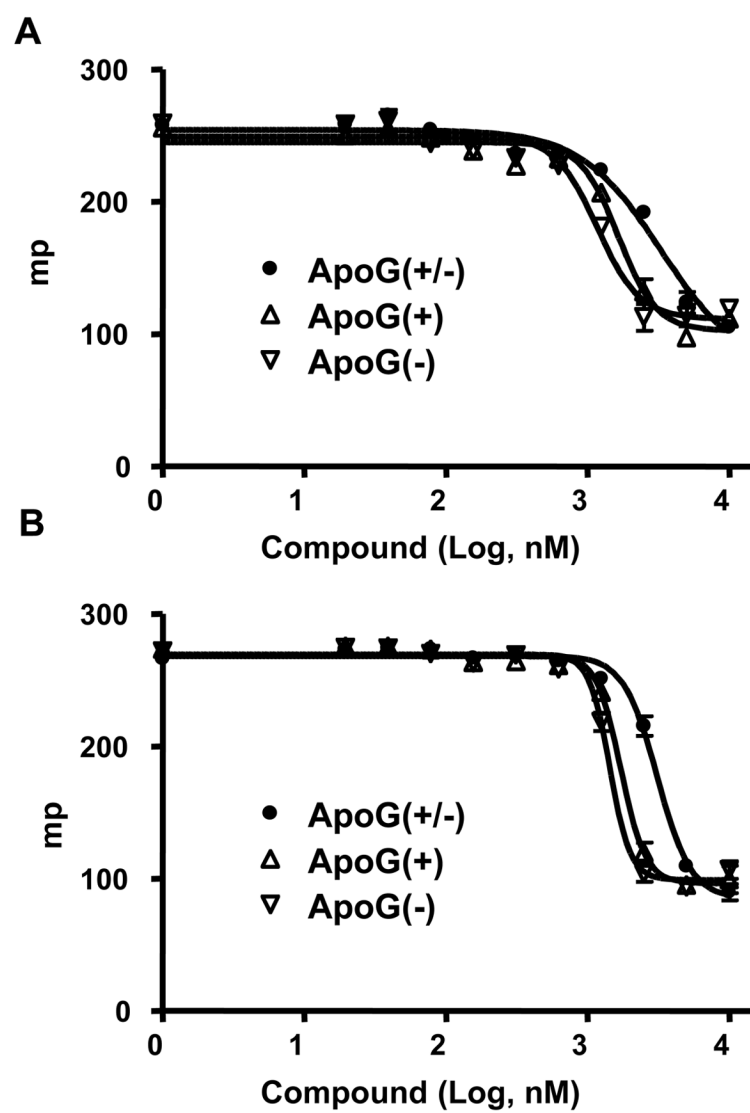 A
300
200
mp
ApoG(+/-)
ApoG(+)
ApoG(-)
100
0
0 1 2 3 4
Compound (Log, nM)
B
300
200
mp
ApoG(+/-)
ApoG(+)
ApoG(-)
100
0
0 1 2 3 4
Compound (Log, nM)